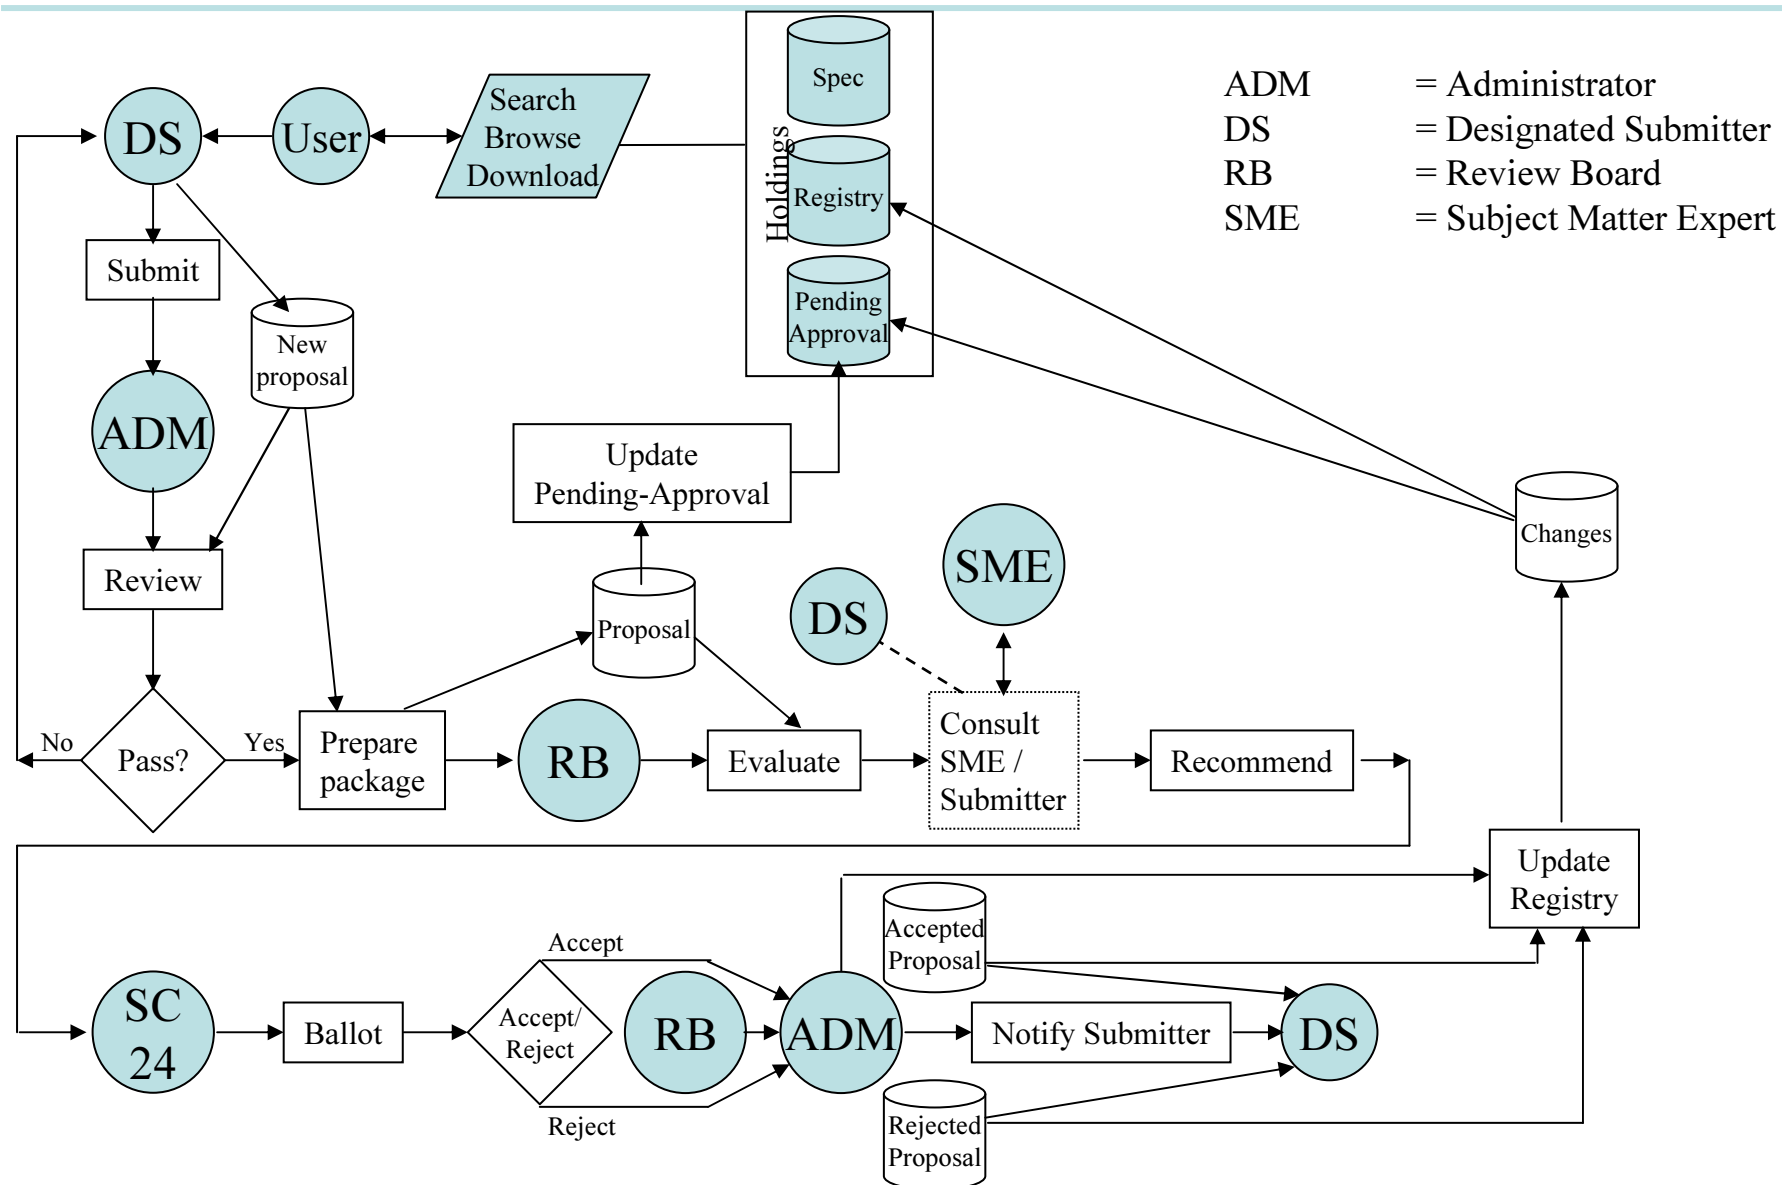 Spec
Holdings
Registry
Pending
Approval
ADM = Administrator
DS = Designated Submitter
RB = Review Board
SME = Subject Matter Expert
DS
User
Search
Browse
Download
Submit
New
proposal
ADM
Review
Update
Pending-Approval
Proposal
DS
SME
Changes
No
Pass?
Yes
Prepare
package
RB
Evaluate
Consult
SME /
Submitter
Recommend
Update
Registry
SC
24
Ballot
Accept
Accept/
Reject
Reject
RB
ADM
Accepted
Proposal
Notify Submitter
DS
Rejected
Proposal